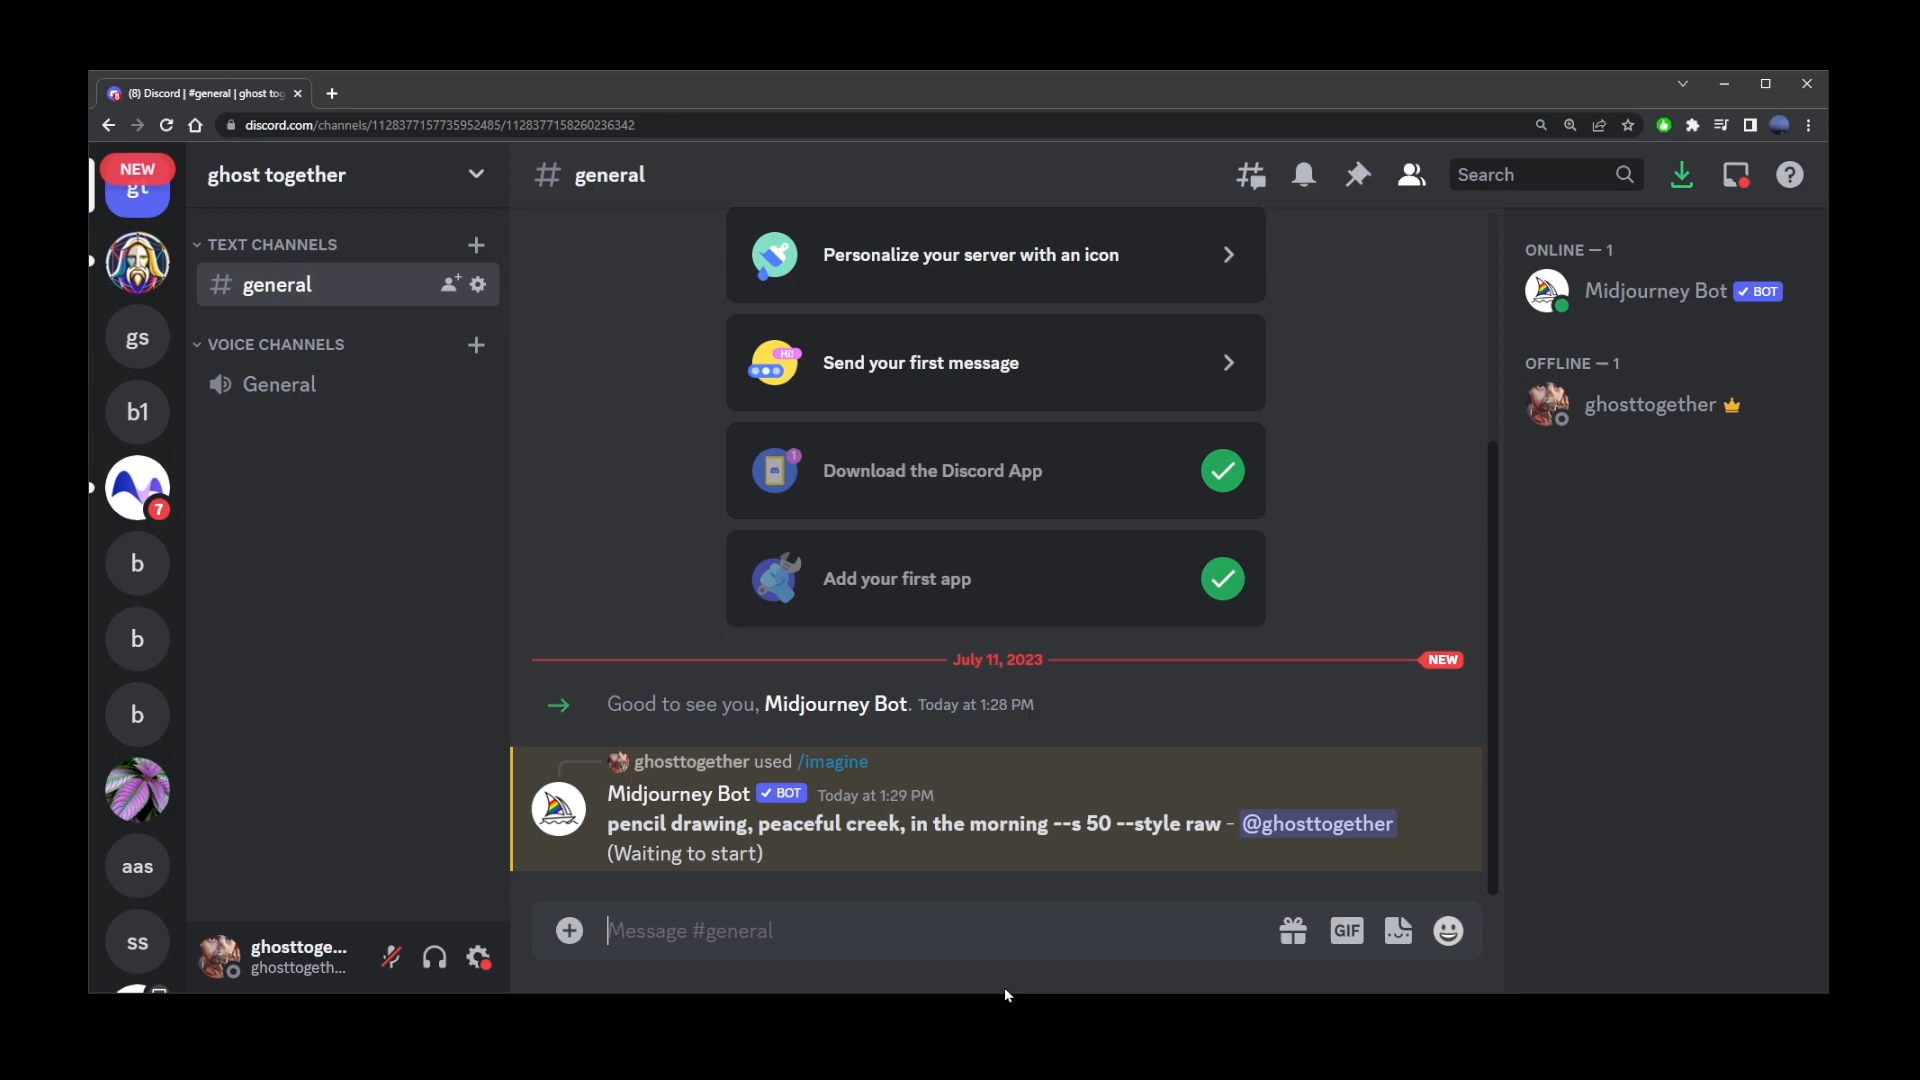 (8) Discord | #general | ghost tog
discord.com/channels/1128377157735952485/1128377158260236342
NEW
gt
gs
b1
7
b
b
b
aas
ss
ghost together
TEXT CHANNELS
general
VOICE CHANNELS
General
ghosttoge...
ghosttogeth...
general
Search
Personalize your server with an icon
Hi!
Send your first message
1
Download the Discord App
Add your first app
July 11, 2023
NEW
Good to see you, Midjourney Bot. Today at 1:28 PM
ghosttogether used /imagine
Midjourney Bot ✓ BOT Today at 1:29 PM
pencil drawing, peaceful creek, in the morning --s 50 --style raw - @ghosttogether
(Waiting to start)
Message #general
GIF
ONLINE — 1
Midjourney Bot ✓ BOT
OFFLINE — 1
ghosttogether